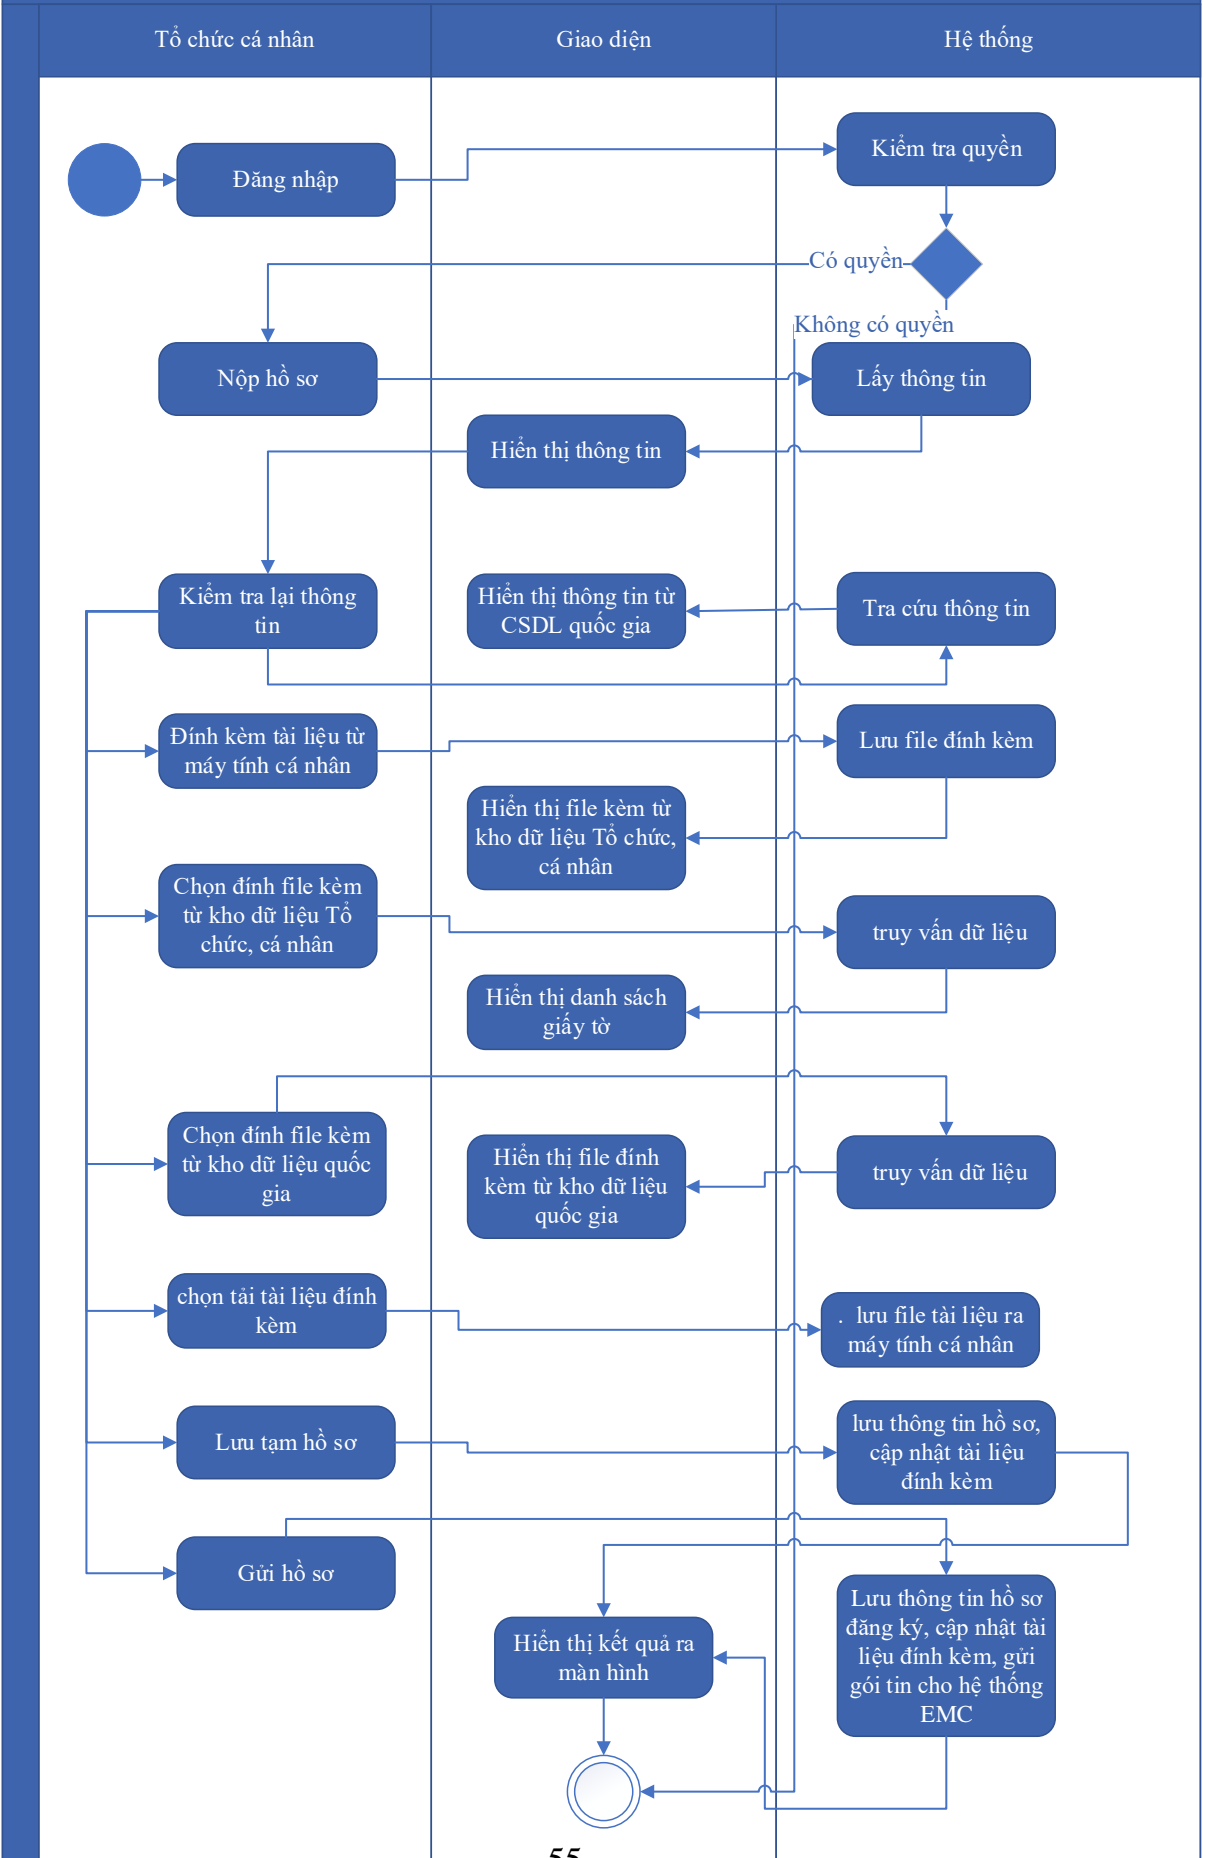 Tổ chức cá nhân
Giao diện
Hệ thống
Đăng nhập
Kiểm tra quyền
Có quyền
Không có quyền
Nộp hồ sơ
Lấy thông tin
Hiển thị thông tin
Kiểm tra lại thông
tin
Hiển thị thông tin từ
CSDL quốc gia
Tra cứu thông tin
Đính kèm tài liệu từ
máy tính cá nhân
Lưu file đính kèm
Hiển thị file kèm từ
kho dữ liệu Tổ chức,
cá nhân
Chọn đính file kèm
từ kho dữ liệu Tổ
chức, cá nhân
truy vấn dữ liệu
Hiển thị danh sách
giấy tờ
Chọn đính file kèm
từ kho dữ liệu quốc
gia
Hiển thị file đính
kèm từ kho dữ liệu
quốc gia
truy vấn dữ liệu
chọn tải tài liệu đính
kèm
. lưu file tài liệu ra
máy tính cá nhân
Lưu tạm hồ sơ
lưu thông tin hồ sơ,
cập nhật tài liệu
đính kèm
Gửi hồ sơ
Hiển thị kết quả ra
màn hình
Lưu thông tin hồ sơ
đăng ký, cập nhật tài
liệu đính kèm, gửi
gói tin cho hệ thống
EMC
55